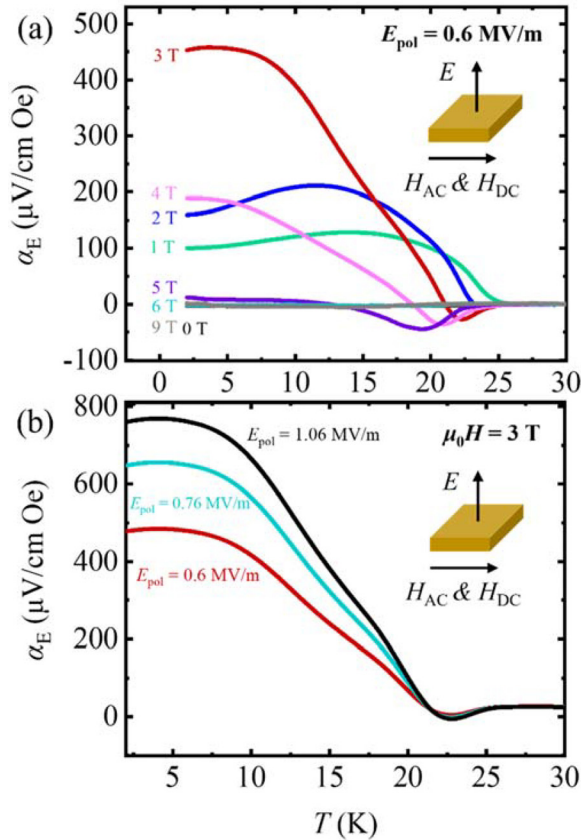 (a)
E_pol = 0.6 MV/m
500
400
300
200
100
0
-100
α_E (µV/cm Oe)
3 T
4 T
2 T
1 T
5 T
6 T
9 T 0 T
E
H_AC & H_DC
0 5 10 15 20 25 30
(b)
µ₀H = 3 T
800
600
400
200
0
α_E (µV/cm Oe)
E_pol = 1.06 MV/m
E_pol = 0.76 MV/m
E_pol = 0.6 MV/m
E
H_AC & H_DC
5 10 15 20 25 30
T (K)